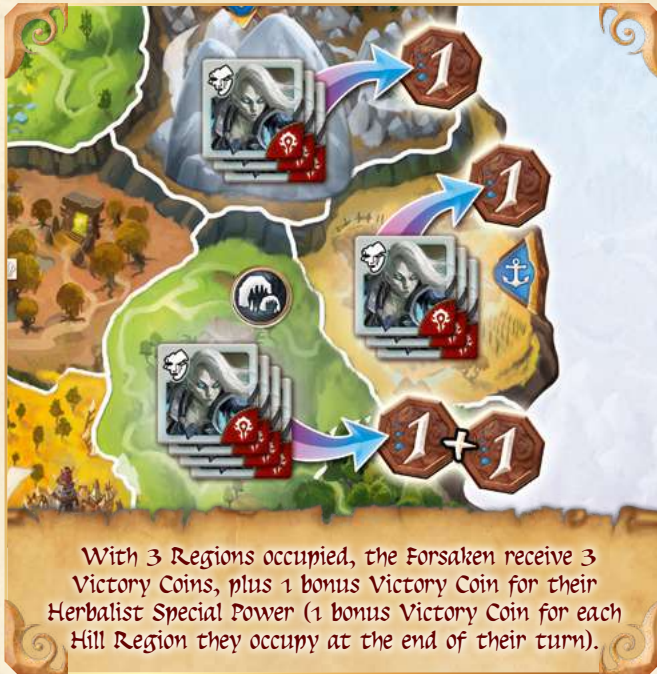 1
1
1 + 1
With 3 Regions occupied, the Forsaken receive 3
Victory Coins, plus 1 bonus Victory Coin for their
Herbalist Special Power (1 bonus Victory Coin for each
Hill Region they occupy at the end of their turn).